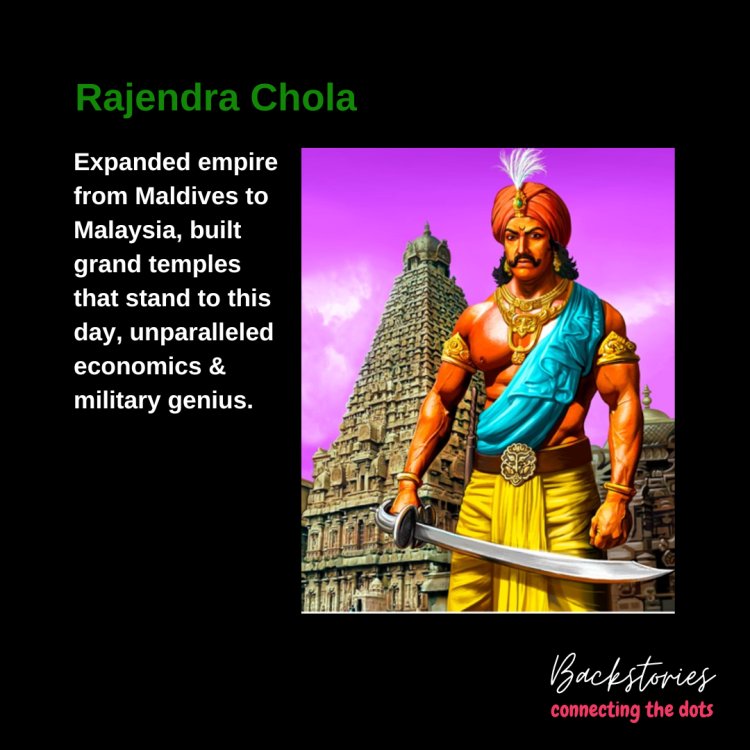 Rajendra Chola
Expanded empire
from Maldives to
Malaysia, built
grand temples
that stand to this
day, unparalleled
economics &
military genius.
Backstories
connecting the dots